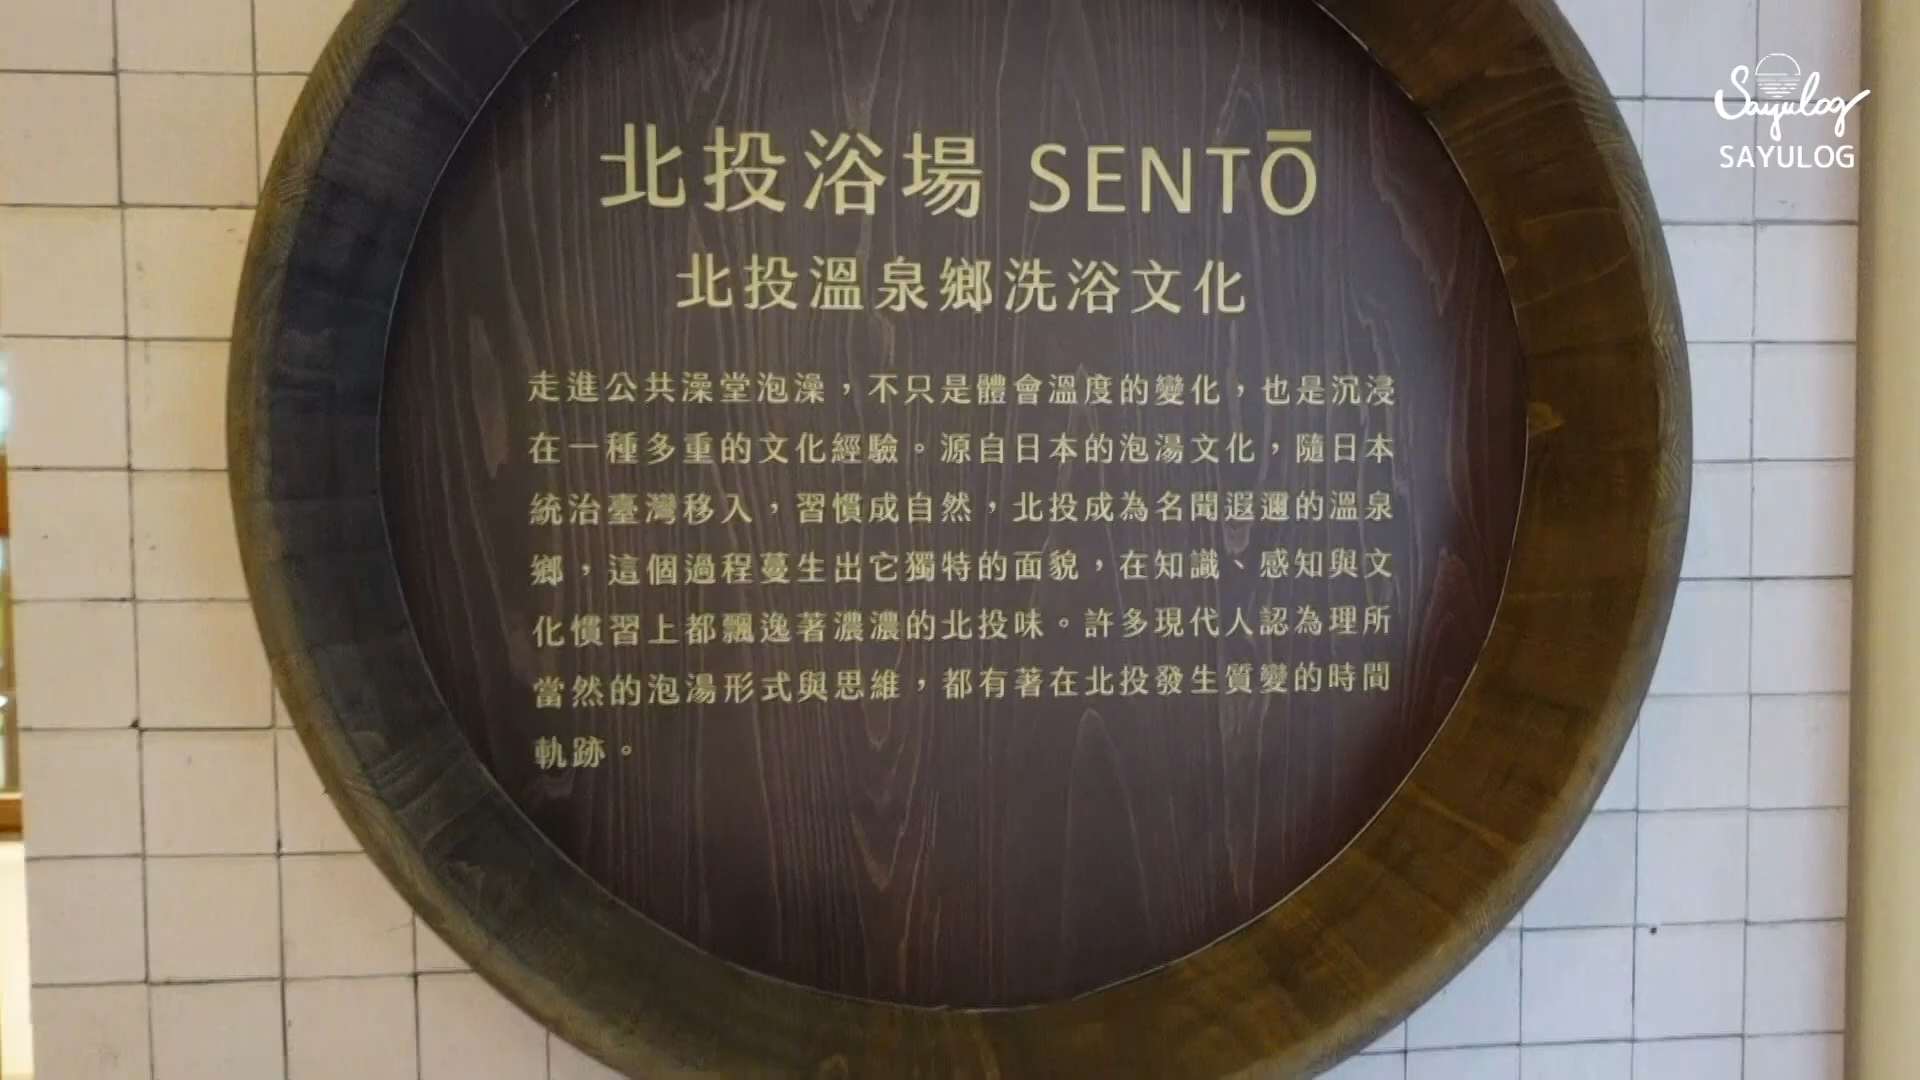 北投浴場 SENTŌ
北投溫泉鄉洗浴文化
走進公共澡堂泡澡，不只是體會溫度的變化，也是沉浸
在一種多重的文化經驗。源自日本的泡湯文化，隨日本
統治臺灣移入，習慣成自然，北投成為名聞遐邇的溫泉
鄉，這個過程蔓生出它獨特的面貌，在知識、感知與文
化慣習上都飄逸著濃濃的北投味。許多現代人認為理所
當然的泡湯形式與思維，都有著在北投發生質變的時間
軌跡。
Sayulog
SAYULOG